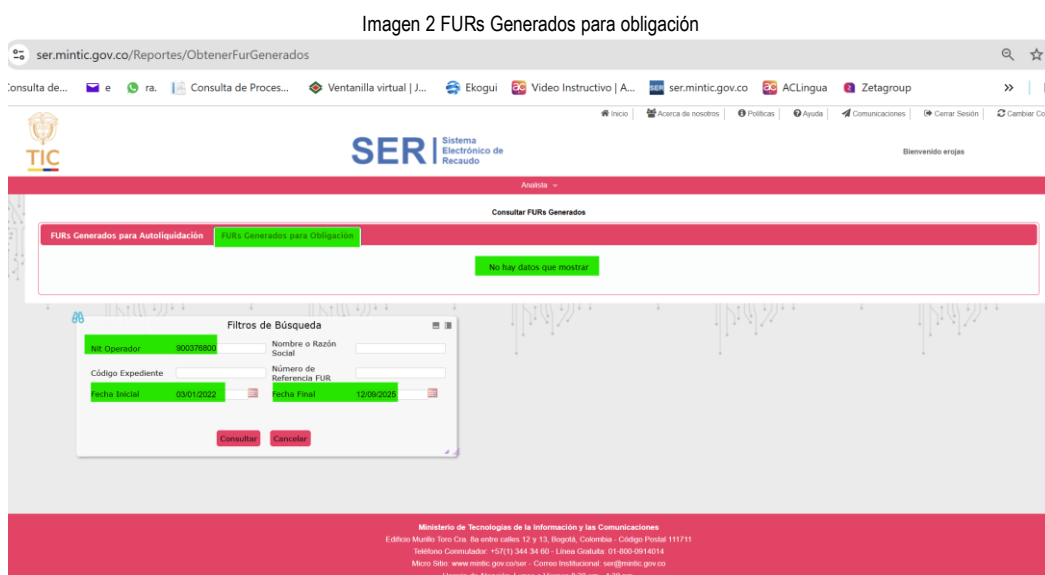 Imagen 2 FURs Generados para obligación
ser.mintic.gov.co/Reportes/ObtenerFurGenerados
Consulta de... e ra. Consulta de Proces... Ventanilla virtual | J... Ekogui Video Instructivo | A... ser.mintic.gov.co ACLingua Zetagroup »
Inicio Acerca de nosotros Políticas Ayuda Comunicaciones Cerrar Sesión Cambiar Co
TIC
SER Sistema
Electrónico de
Recaudo
Bienvenido erojas
Analista
Consultar FURs Generados
FURs Generados para Autoliquidación FURs Generados para Obligación
No hay datos que mostrar
Filtros de Búsqueda
Nit Operador 900376800 Nombre o Razón
Social
Código Expediente Número de
Referencia FUR
Fecha Inicial 03/01/2022 Fecha Final 12/09/2025
Consultar Cancelar
Ministerio de Tecnologías de la Información y las Comunicaciones
Edificio Murillo Toro Cra. 8a entre calles 12 y 13, Bogotá, Colombia - Código Postal 111711
Teléfono Conmutador: +57(1) 344 34 60 - Línea Gratuita: 01-800-0914014
Micro Sitio: www.mintic.gov.co/ser - Correo Institucional: ser@mintic.gov.co